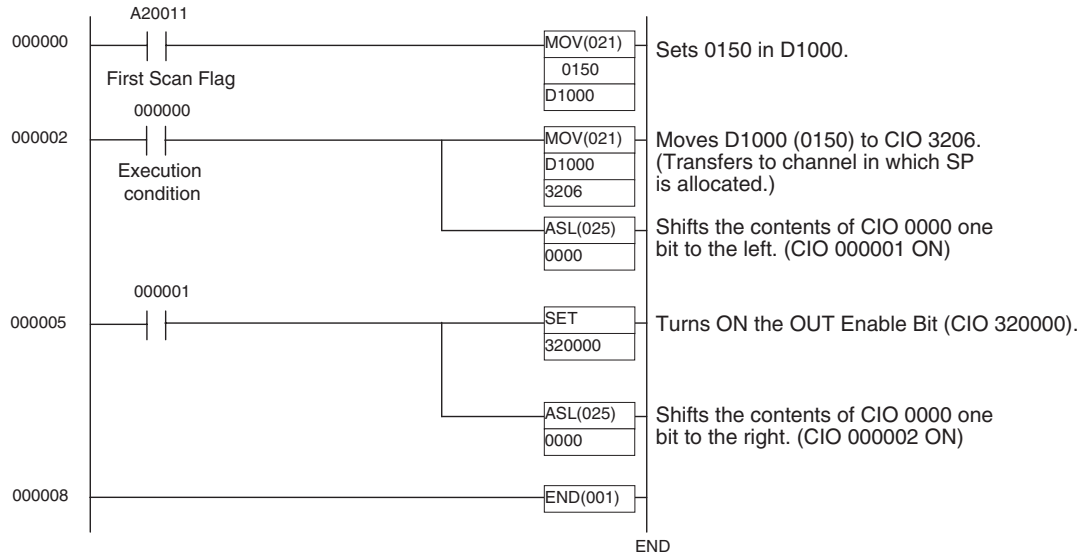 A20011
000000
MOV(021)
0150
D1000
Sets 0150 in D1000.
First Scan Flag
000000
000002
MOV(021)
D1000
3206
Moves D1000 (0150) to CIO 3206.
(Transfers to channel in which SP
is allocated.)
Execution
condition
ASL(025)
0000
Shifts the contents of CIO 0000 one
bit to the left. (CIO 000001 ON)
000001
000005
SET
320000
Turns ON the OUT Enable Bit (CIO 320000).
ASL(025)
0000
Shifts the contents of CIO 0000 one
bit to the right. (CIO 000002 ON)
000008
END(001)
END